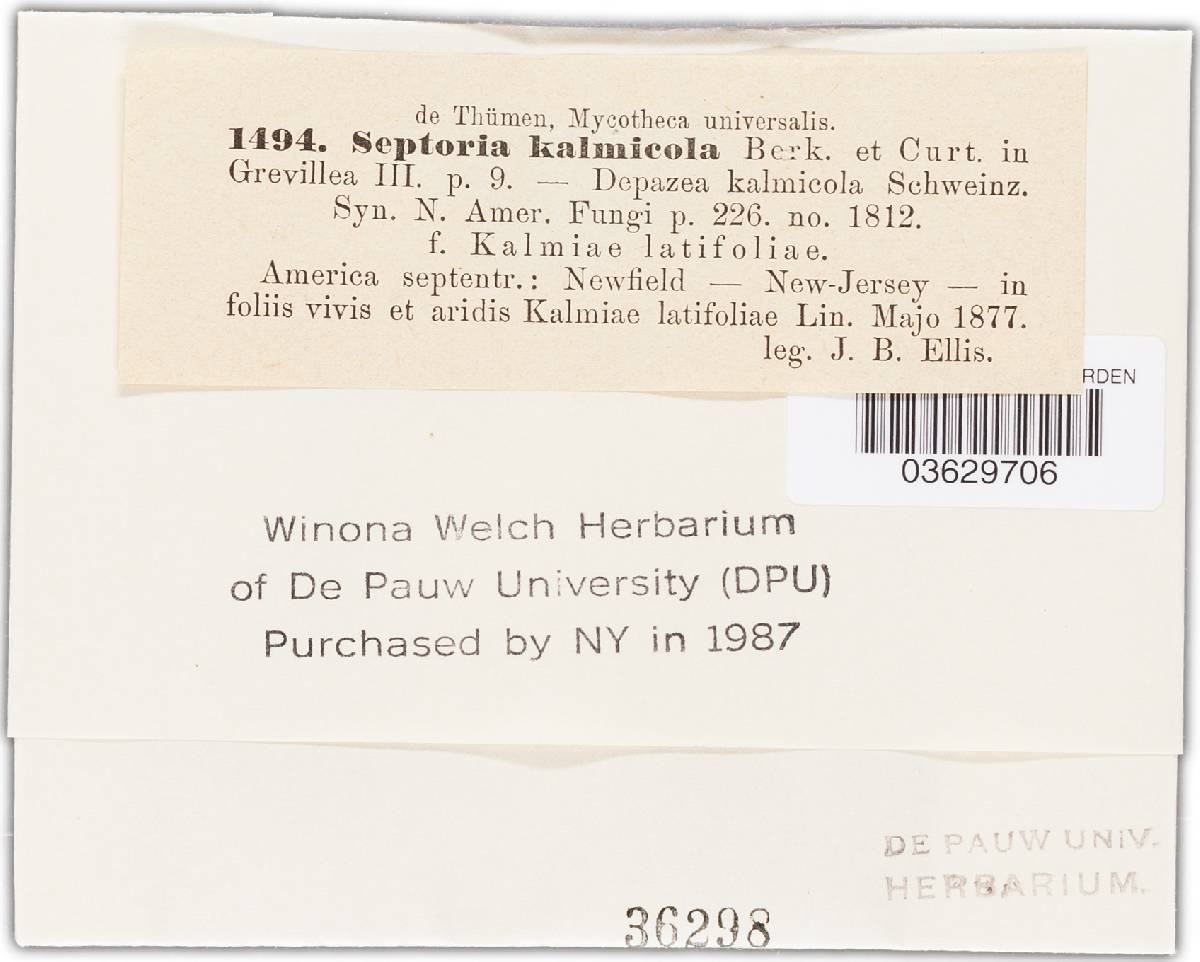 de Thümen, Mycotheca universalis.
1494. Septoria kalmicola Berk. et Curt. in
Grevillea III. p. 9. — Depazea kalmicola Schweinz.
Syn. N. Amer. Fungi p. 226. no. 1812.
f. Kalmiae latifoliae.
America septentr.: Newfield — New-Jersey — in
foliis vivis et aridis Kalmiae latifoliae Lin. Majo 1877.
leg. J. B. Ellis.
RDEN
03629706
Winona Welch Herbarium
of De Pauw University (DPU)
Purchased by NY in 1987
DE PAUW UNIV.
HERBARIUM.
36298